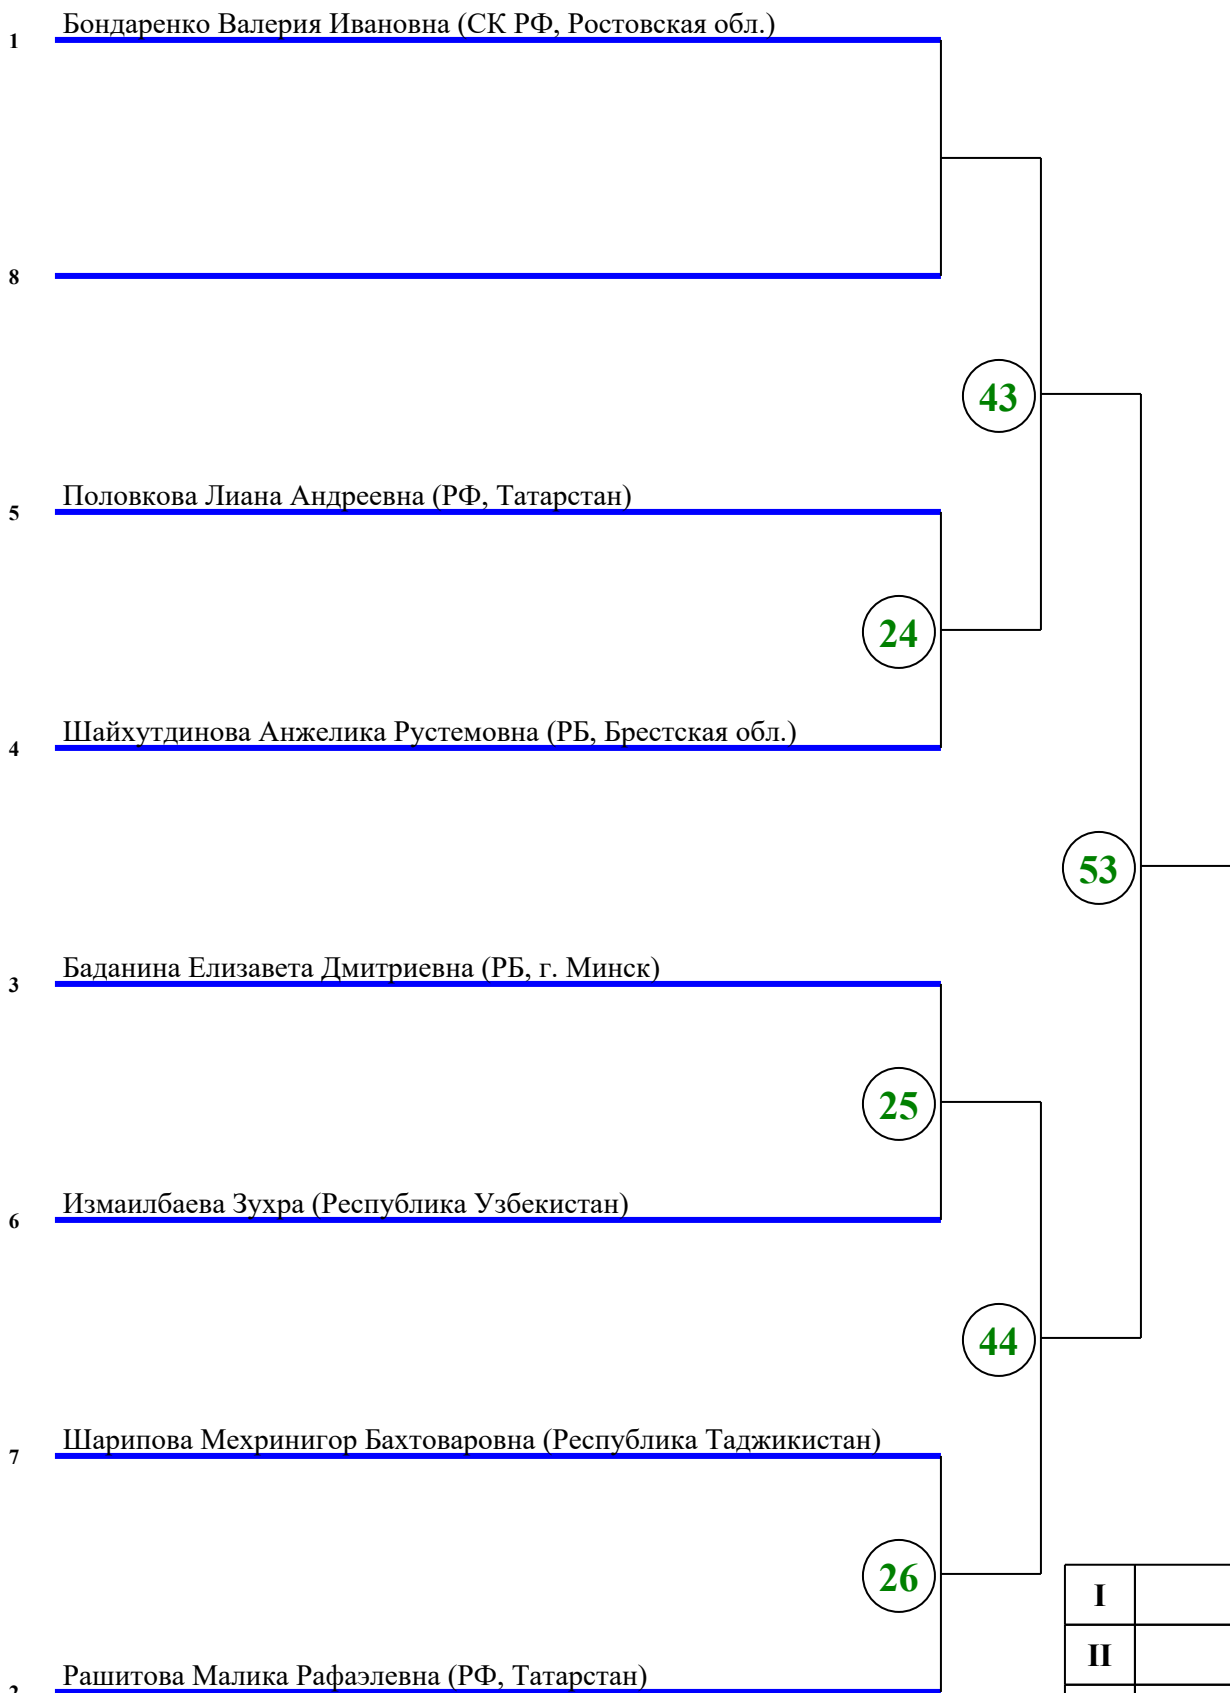 Бондаренко Валерия Ивановна (СК РФ, Ростовская обл.)
1
8
43
Половкова Лиана Андреевна (РФ, Татарстан)
5
24
Шайхутдинова Анжелика Рустемовна (РБ, Брестская обл.)
4
53
Баданина Елизавета Дмитриевна (РБ, г. Минск)
3
25
Измаилбаева Зухра (Республика Узбекистан)
6
44
Шарипова Мехринигор Бахтоваровна (Республика Таджикистан)
7
26
I
II
Рашитова Малика Рафаэлевна (РФ, Татарстан)
2